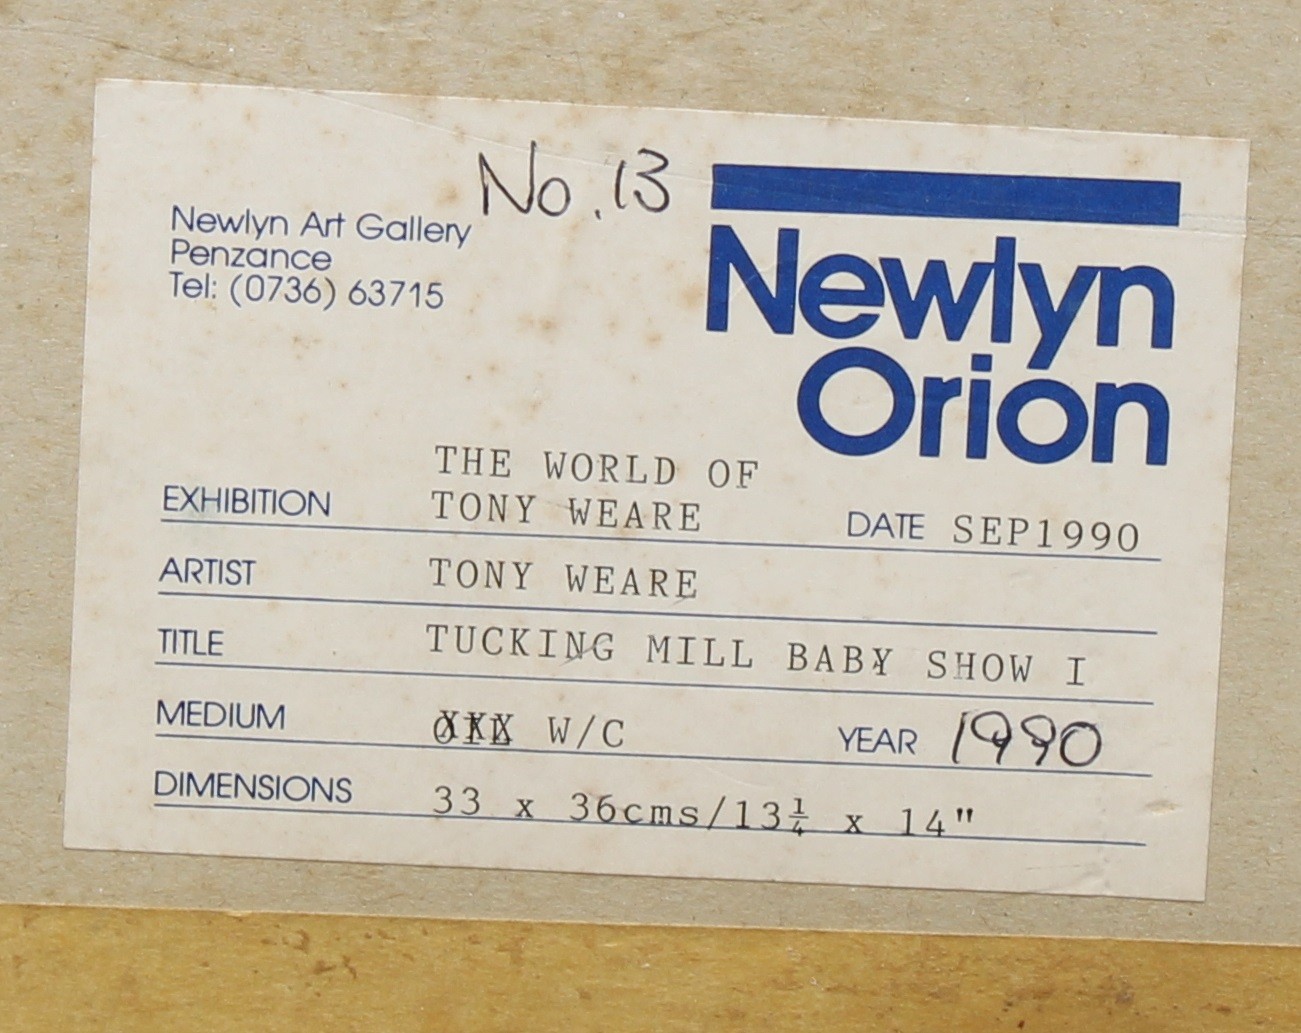 No. 13
Newlyn Art Gallery
Penzance
Tel: (0736) 63715
Newlyn
Orion
THE WORLD OF
EXHIBITION TONY WEARE DATE SEP1990
ARTIST TONY WEARE
TITLE TUCKING MILL BABY SHOW I
MEDIUM OIL W/C YEAR 1990
DIMENSIONS 33 x 36cms/13¼ x 14"